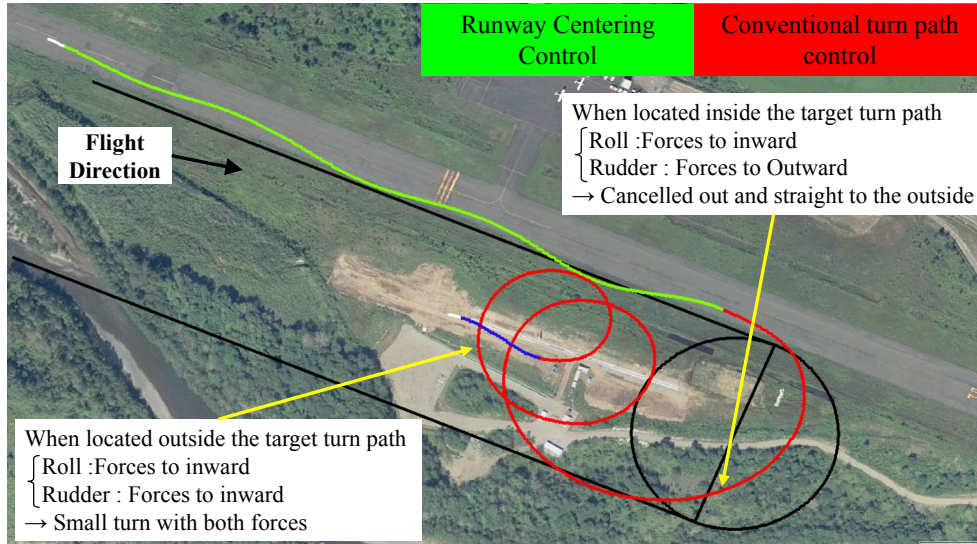 Runway Centering
Control
Conventional turn path
control
When located inside the target turn path
Roll :Forces to inward
Rudder : Forces to Outward
→ Cancelled out and straight to the outside
Flight
Direction
When located outside the target turn path
Roll :Forces to inward
Rudder : Forces to inward
→ Small turn with both forces